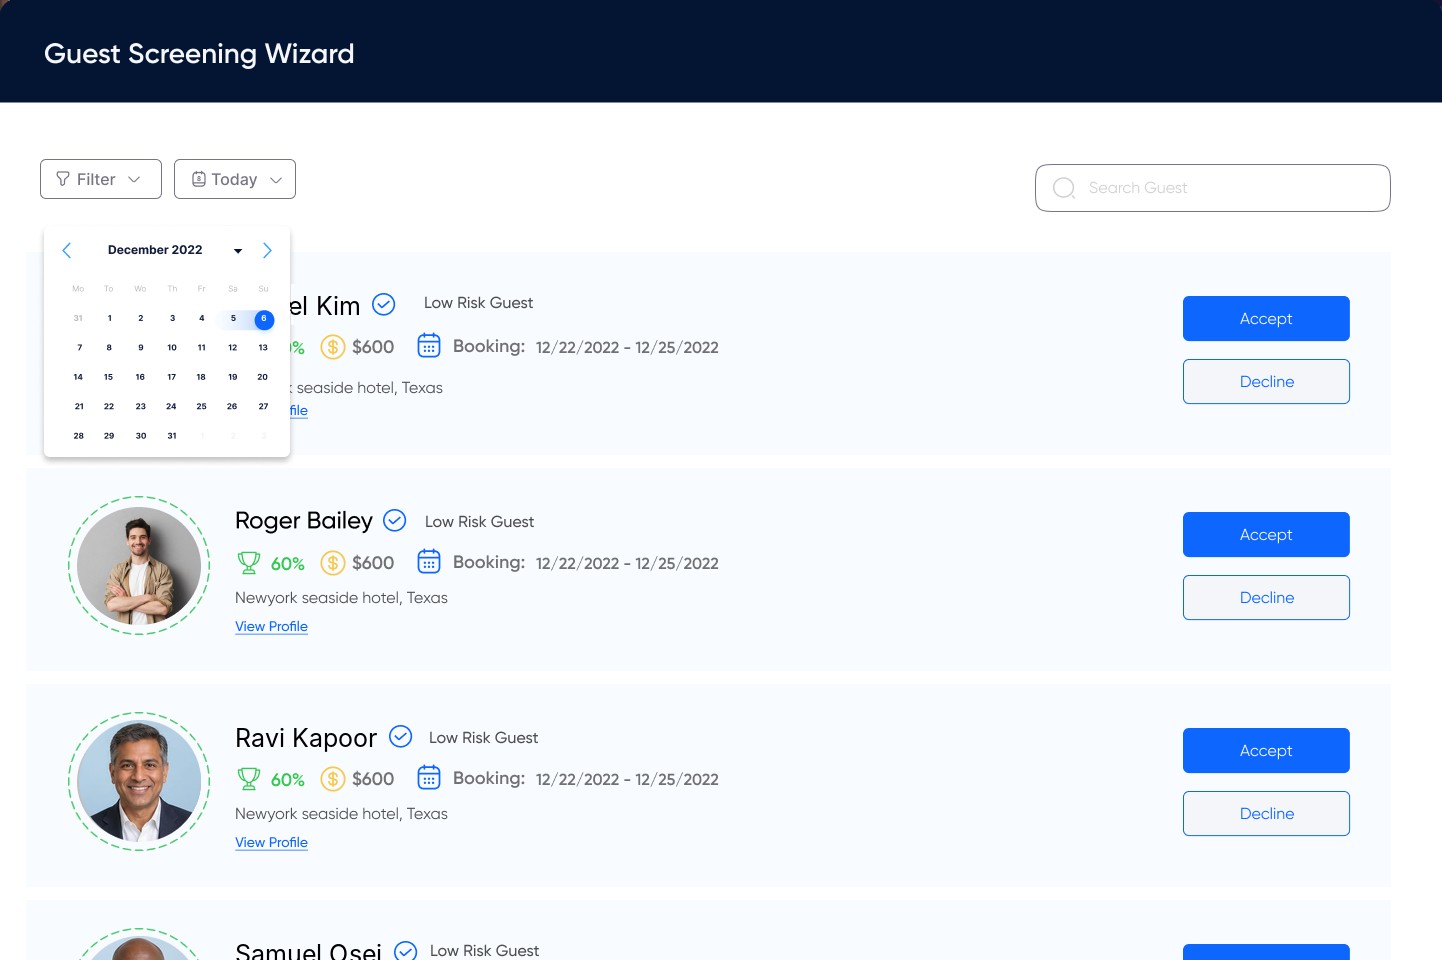 Guest Screening Wizard
Filter
8 Today
Search Guest
December 2022
Mo To Wo Th Fr Sa Su
31 1 2 3 4 5 6
7 8 9 10 11 12 13
14 15 16 17 18 19 20
21 22 23 24 25 26 27
28 29 30 31 1 2 3
el Kim Low Risk Guest
% $600 Booking: 12/22/2022 - 12/25/2022
k seaside hotel, Texas
file
Accept
Decline
Roger Bailey Low Risk Guest
60% $600 Booking: 12/22/2022 - 12/25/2022
Newyork seaside hotel, Texas
View Profile
Accept
Decline
Ravi Kapoor Low Risk Guest
60% $600 Booking: 12/22/2022 - 12/25/2022
Newyork seaside hotel, Texas
View Profile
Accept
Decline
Samuel Osei Low Risk Guest